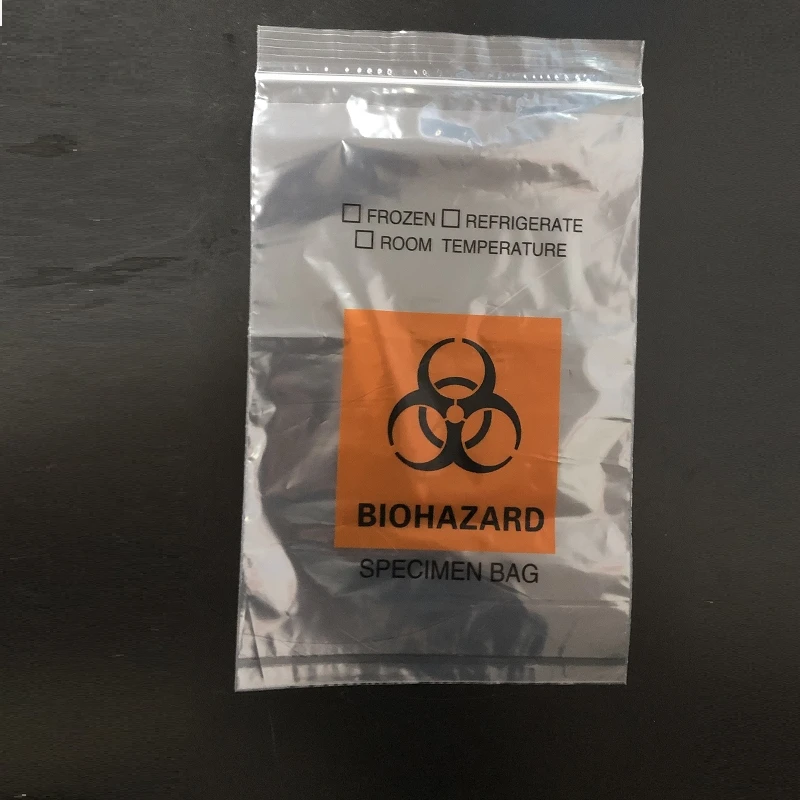 ☐ FROZEN ☐ REFRIGERATE
☐ ROOM TEMPERATURE
BIOHAZARD
SPECIMEN BAG